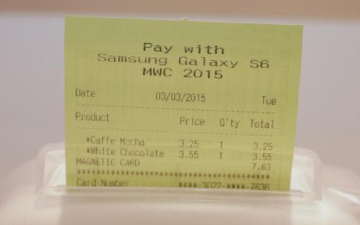 Pay with
Samsung Galaxy S6
MWC 2015
Date 03/03/2015 Tue
Product Price Q'ty Total
*Caffe Mocha 3.25 1 3.25
*White Chocolate 3.55 1 3.55
MAGNETIC CARD 7.63
Card Number ****-3022-****-7636